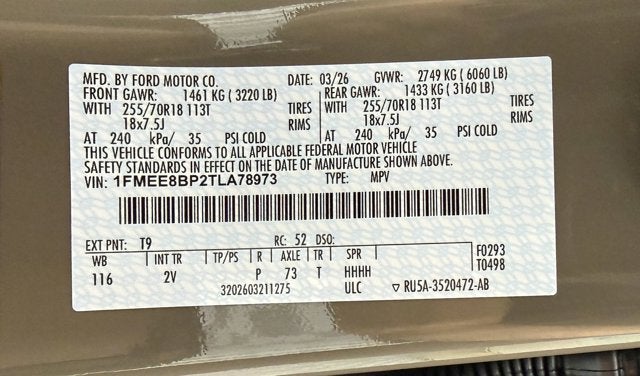 MFD. BY FORD MOTOR CO. DATE: 03/26 GVWR: 2749 KG ( 6060 LB)
FRONT GAWR: 1461 KG ( 3220 LB) REAR GAWR: 1433 KG ( 3160 LB)
WITH 255/70R18 113T TIRES WITH 255/70R18 113T TIRES
18x7.5J RIMS 18x7.5J RIMS
AT 240 kPa/ 35 PSI COLD AT 240 kPa/ 35 PSI COLD
THIS VEHICLE CONFORMS TO ALL APPLICABLE FEDERAL MOTOR VEHICLE
SAFETY STANDARDS IN EFFECT ON THE DATE OF MANUFACTURE SHOWN ABOVE.
VIN: 1FMEE8BP2TLA78973 TYPE: MPV
EXT PNT: T9 RC: 52 DSO: F0293
WB INT TR TP/PS R AXLE TR SPR T0498
116 2V P 73 T HHHH
3202603211275 ULC ▽ RU5A-3520472-AB